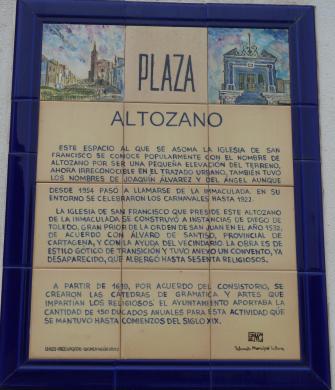 PLAZA
ALTOZANO
ESTE ESPACIO AL QUE SE ASOMA LA IGLESIA DE SAN
FRANCISCO SE CONOCE POPULARMENTE CON EL NOMBRE DE
ALTOZANO POR SER UNA PEQUEÑA ELEVACIÓN DEL TERRENO,
AHORA IRRECONOCIBLE EN EL TRAZADO URBANO, TAMBIÉN TUVO
LOS NOMBRES DE JOAQUÍN ÁLVAREZ Y DEL ÁNGEL AUNQUE
DESDE 1954 PASÓ A LLAMARSE DE LA INMACULADA. EN SU
ENTORNO SE CELEBRARON LOS CARNAVALES HASTA 1922.
LA IGLESIA DE SAN FRANCISCO QUE PRESIDE ESTE ALTOZANO
DE LA INMACULADA SE CONSTRUYÓ A INSTANCIAS DE DIEGO DE
TOLEDO, GRAN PRIOR DE LA ORDEN DE SAN JUAN EN EL AÑO 1532,
DE ACUERDO CON ÁLVARO DE SANTISO, PROVINCIAL DE
CARTAGENA, Y CON LA AYUDA DEL VECINDARIO. LA OBRA ES DE
ESTILO GÓTICO DE TRANSICIÓN Y TUVO ANEXO UN CONVENTO, YA
DESAPARECIDO, QUE ALBERGÓ HASTA SESENTA RELIGIOSOS.
A PARTIR DE 1619, POR ACUERDO DEL CONSISTORIO, SE
CREARON LAS CÁTEDRAS DE GRAMÁTICA Y ARTES QUE
IMPARTÍAN LOS RELIGIOSOS. EL AYUNTAMIENTO APORTABA LA
CANTIDAD DE 150 DUCADOS ANUALES PARA ESTA ACTIVIDAD QUE
SE MANTUVO HASTA COMIENZOS DEL SIGLO XIX.
Patronato Municipal Cultura